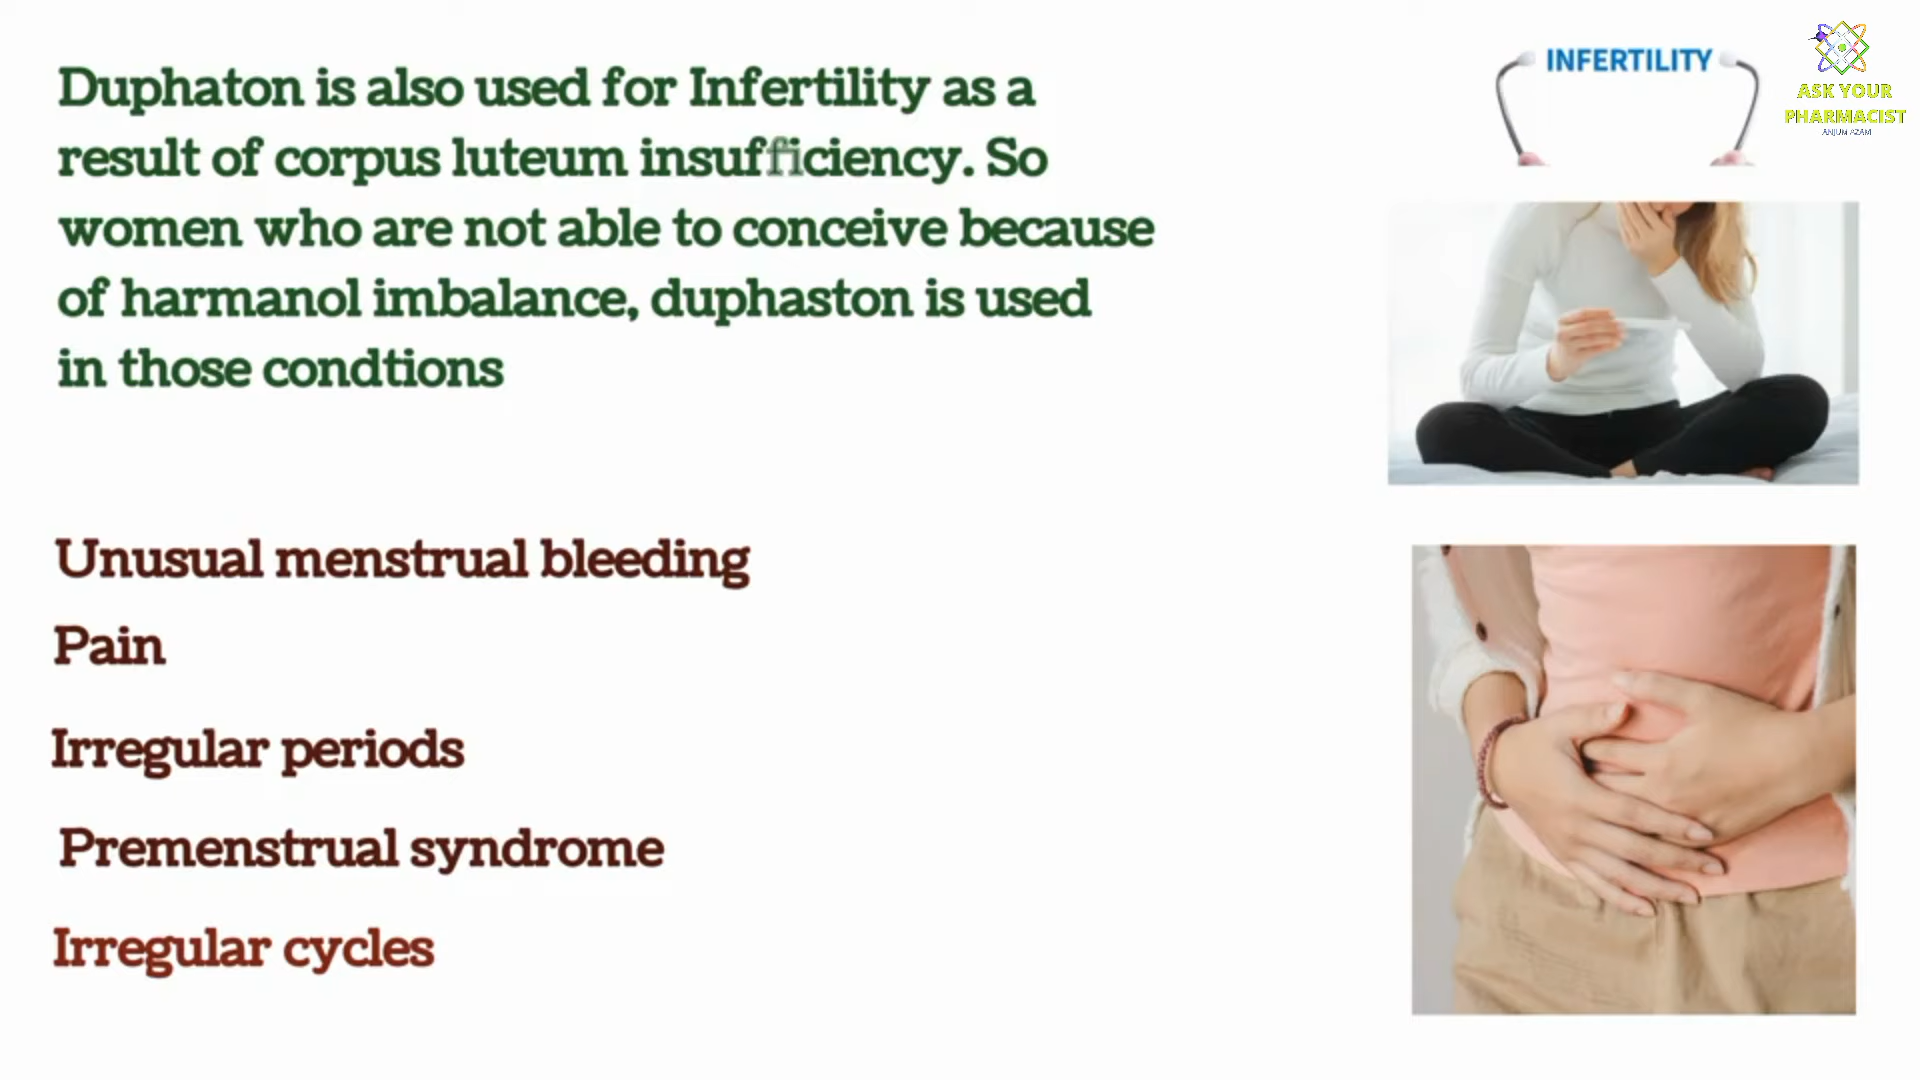 Duphaton is also used for Infertility as a
result of corpus luteum insufficiency. So
women who are not able to conceive because
of harmanol imbalance, duphaston is used
in those condtions
Unusual menstrual bleeding
Pain
Irregular periods
Premenstrual syndrome
Irregular cycles
INFERTILITY
ASK YOUR
PHARMACIST
ANJUM AZAM